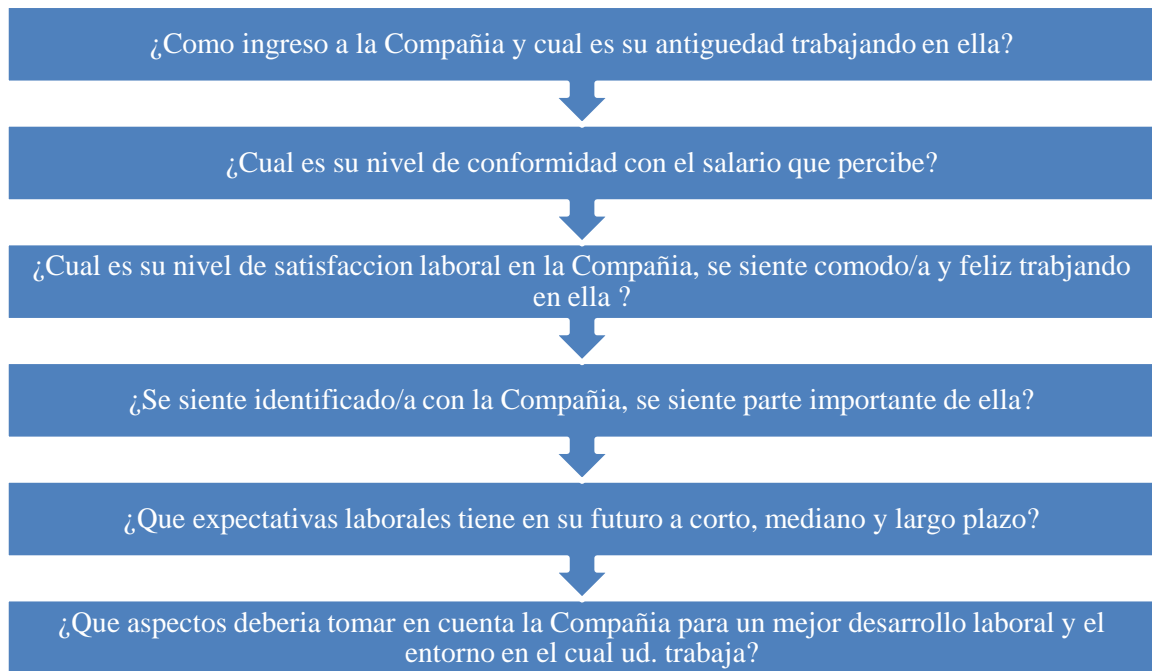 ¿Como ingreso a la Compañia y cual es su antiguedad trabajando en ella?
¿Cual es su nivel de conformidad con el salario que percibe?
¿Cual es su nivel de satisfaccion laboral en la Compañia, se siente comodo/a y feliz trabjando
en ella ?
¿Se siente identificado/a con la Compañia, se siente parte importante de ella?
¿Que expectativas laborales tiene en su futuro a corto, mediano y largo plazo?
¿Que aspectos deberia tomar en cuenta la Compañia para un mejor desarrollo laboral y el
entorno en el cual ud. trabaja?